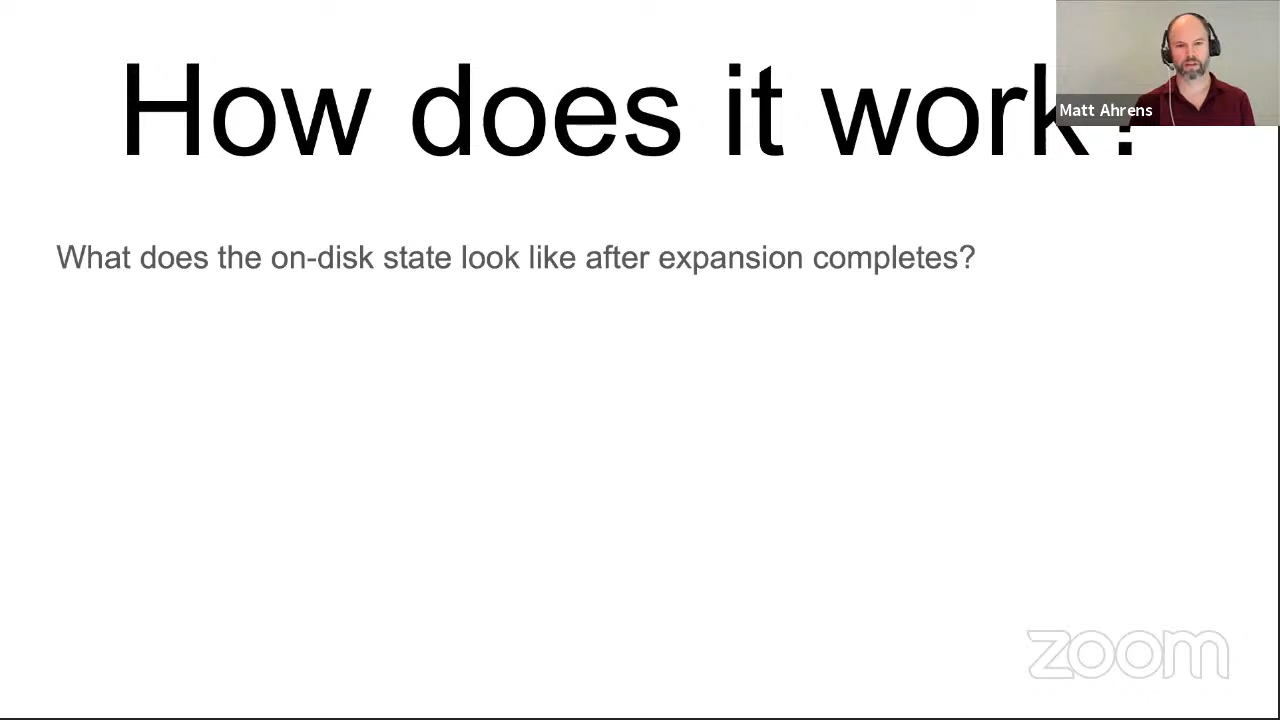 How does it work?
Matt Ahrens
What does the on-disk state look like after expansion completes?
zoom